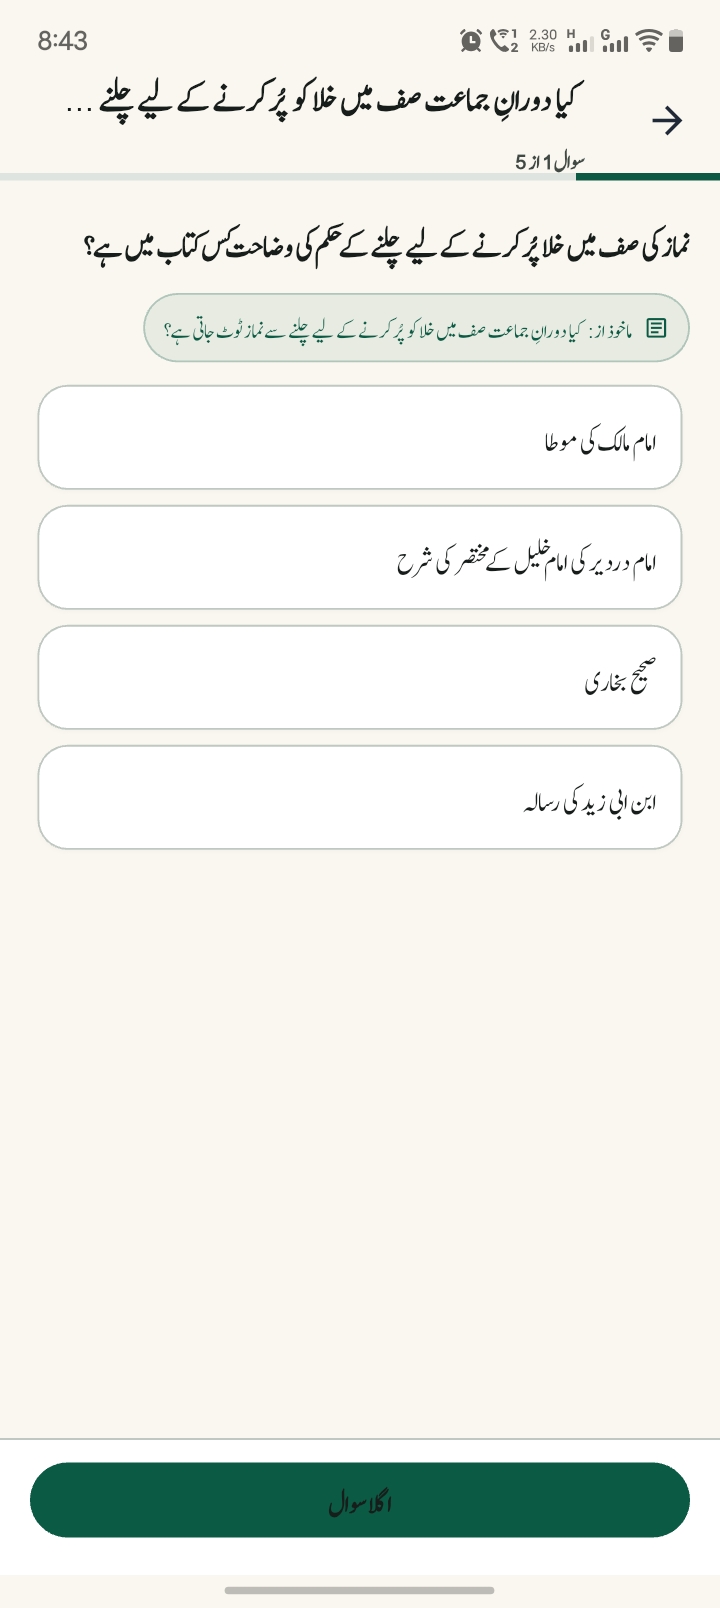 8:43
2.30 KB/s
H
G
1
2
کیا دورانِ جماعت صف میں خلا کو پُر کرنے کے لیے چلنے ...
سوال 1 از 5
نماز کی صف میں خلا پُر کرنے کے لیے چلنے کے حکم کی وضاحت کس کتاب میں ہے؟
ماخوذ از: کیا دورانِ جماعت صف میں خلا کو پُر کرنے کے لیے چلنے سے نماز ٹوٹ جاتی ہے؟
امام مالک کی موطا
امام دردیر کی امام خلیل کے مختصر کی شرح
صحیح بخاری
ابن ابی زید کی رسالہ
اگلا سوال